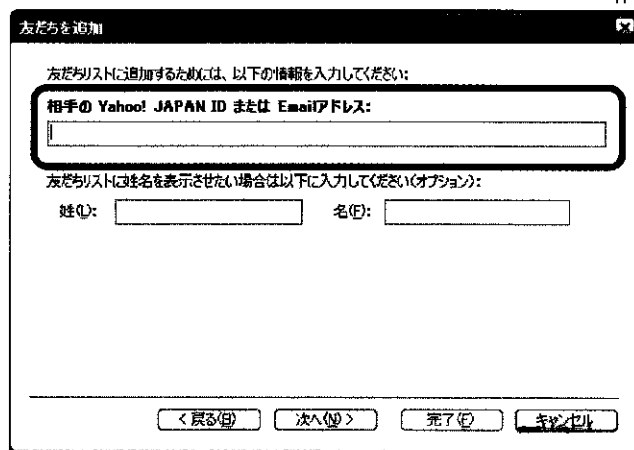 友だちを追加
友だちリストに追加するためには、以下の情報を入力してください:
相手の Yahoo! JAPAN ID または Emailアドレス:
友だちリストに姓名を表示させたい場合は以下に入力してください(オプション):
姓(L): 名(F):
< 戻る(B) 次へ(N) > 完了(F) キャンセル